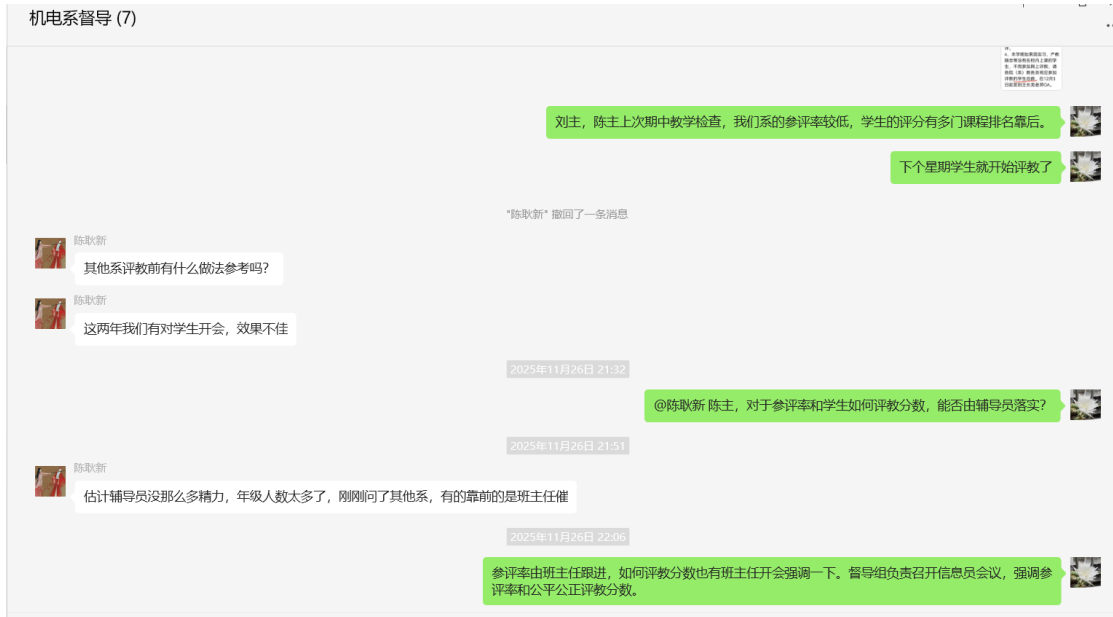 机电系督导 (7)
刘主，陈主上次期中教学检查，我们系的参评率较低，学生的评分有多门课程排名靠后。
下个星期学生就开始评教了
"陈耿新" 撤回了一条消息
陈耿新
其他系评教前有什么做法参考吗？
陈耿新
这两年我们有对学生开会，效果不佳
2025年11月26日 21:32
@陈耿新 陈主，对于参评率和学生如何评教分数，能否由辅导员落实？
2025年11月26日 21:51
陈耿新
估计辅导员没那么多精力，年级人数太多了，刚刚问了其他系，有的靠前的是班主任催
2025年11月26日 22:06
参评率由班主任跟进，如何评教分数也有班主任开会强调一下。督导组负责召开信息员会议，强调参
评率和公平公正评教分数。